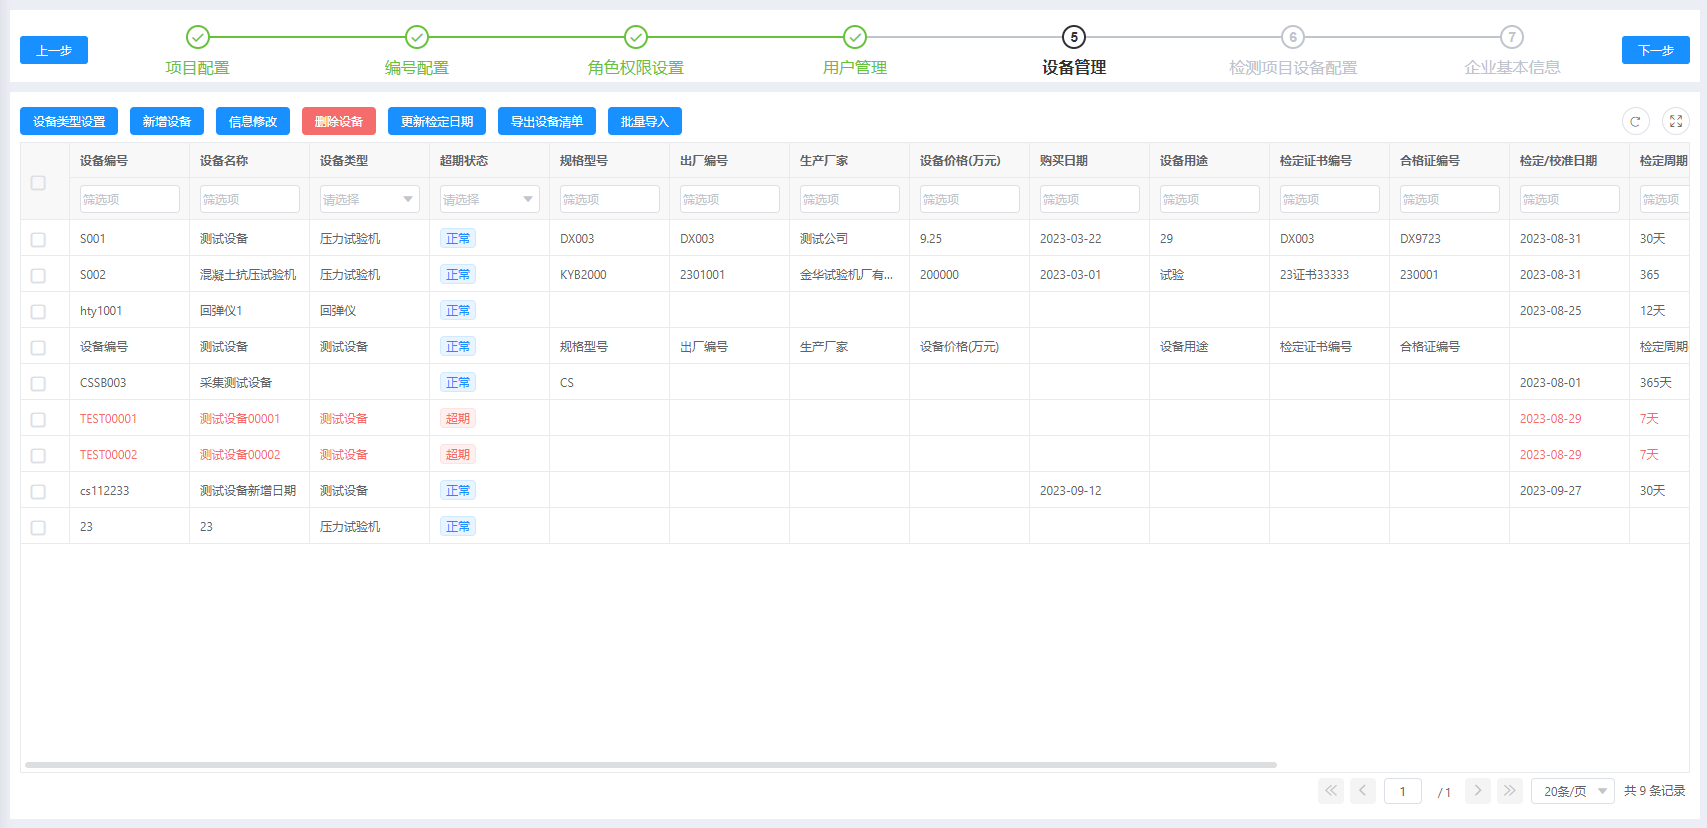 上一步
项目配置
编号配置
角色权限设置
用户管理
5
设备管理
6
检测项目设备配置
7
企业基本信息
下一步
设备类型设置 新增设备 信息修改 删除设备 更新检定日期 导出设备清单 批量导入
设备编号 设备名称 设备类型 超期状态 规格型号 出厂编号 生产厂家 设备价格(万元) 购买日期 设备用途 检定证书编号 合格证编号 检定/校准日期 检定周期
筛选项 筛选项 请选择 请选择 筛选项 筛选项 筛选项 筛选项 筛选项 筛选项 筛选项 筛选项 筛选项 筛选项
S001 测试设备 压力试验机 正常 DX003 DX003 测试公司 9.25 2023-03-22 29 DX003 DX9723 2023-08-31 30天
S002 混凝土抗压试验机 压力试验机 正常 KYB2000 2301001 金华试验机厂有... 200000 2023-03-01 试验 23证书33333 230001 2023-08-31 365
hty1001 回弹仪1 回弹仪 正常 2023-08-25 12天
设备编号 测试设备 测试设备 正常 规格型号 出厂编号 生产厂家 设备价格(万元) 设备用途 检定证书编号 合格证编号 检定周期
CSSB003 采集测试设备 正常 CS 2023-08-01 365天
TEST00001 测试设备00001 测试设备 超期 2023-08-29 7天
TEST00002 测试设备00002 测试设备 超期 2023-08-29 7天
cs112233 测试设备新增日期 测试设备 正常 2023-09-12 2023-09-27 30天
23 23 压力试验机 正常
1 /1 20条/页 共 9 条记录